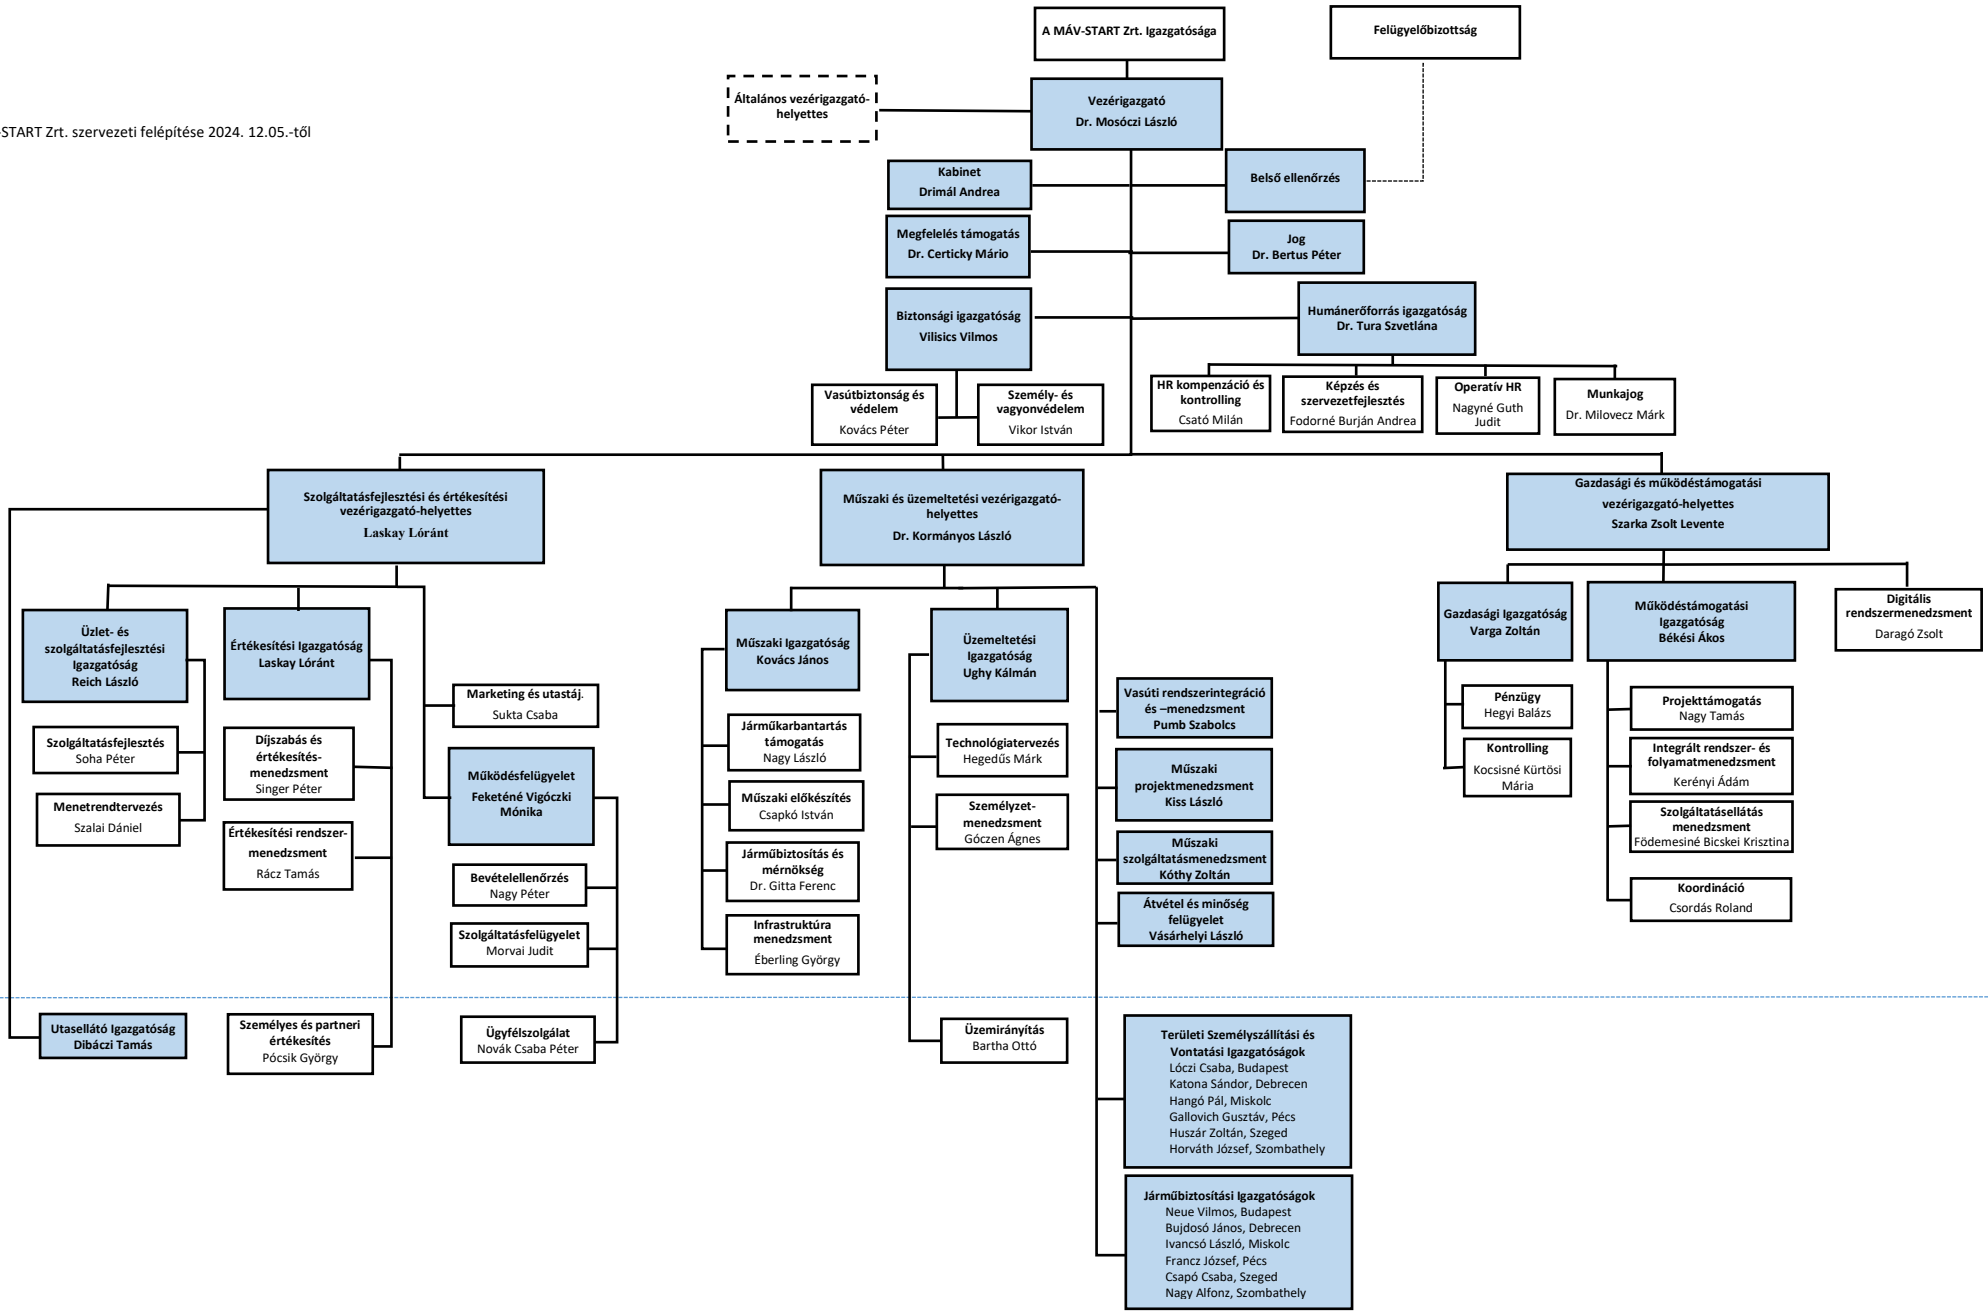 A MÁV-START Zrt. Igazgatósága
Felügyelőbizottság
Általános vezérigazgató-
helyettes
Vezérigazgató
Dr. Mosóczi László
-START Zrt. szervezeti felépítése 2024. 12.05.-től
Kabinet
Drimál Andrea
Belső ellenőrzés
Megfelelés támogatás
Dr. Certicky Mário
Jog
Dr. Bertus Péter
Biztonsági igazgatóság
Vilisics Vilmos
Humánerőforrás igazgatóság
Dr. Tura Szvetlána
Vasútbiztonság és
védelem
Kovács Péter
Személy- és
vagyonvédelem
Vikor István
HR kompenzáció és
kontrolling
Csató Milán
Képzés és
szervezetfejlesztés
Fodorné Burján Andrea
Operatív HR
Nagyné Guth
Judit
Munkajog
Dr. Milovecz Márk
Szolgáltatásfejlesztési és értékesítési
vezérigazgató-helyettes
Laskay Lóránt
Műszaki és üzemeltetési vezérigazgató-
helyettes
Dr. Kormányos László
Gazdasági és működéstámogatási
vezérigazgató-helyettes
Szarka Zsolt Levente
Üzlet- és
szolgáltatásfejlesztési
Igazgatóság
Reich László
Értékesítési Igazgatóság
Laskay Lóránt
Marketing és utastáj.
Sukta Csaba
Szolgáltatásfejlesztés
Soha Péter
Díjszabás és
értékesítés-
menedzsment
Singer Péter
Működésfelügyelet
Feketéné Vigóczki
Mónika
Menetrendtervezés
Szalai Dániel
Értékesítési rendszer-
menedzsment
Rácz Tamás
Bevételellenőrzés
Nagy Péter
Szolgáltatásfelügyelet
Morvai Judit
Műszaki Igazgatóság
Kovács János
Üzemeltetési
Igazgatóság
Ughy Kálmán
Járműkarbantartás
támogatás
Nagy László
Technológiatervezés
Hegedűs Márk
Műszaki előkészítés
Csapkó István
Személyzet-
menedzsment
Góczen Ágnes
Járműbiztosítás és
mérnökség
Dr. Gitta Ferenc
Infrastruktúra
menedzsment
Éberling György
Vasúti rendszerintegráció
és –menedzsment
Pumb Szabolcs
Műszaki
projektmenedzsment
Kiss László
Műszaki
szolgáltatásmenedzsment
Kóthy Zoltán
Átvétel és minőség
felügyelet
Vásárhelyi László
Gazdasági Igazgatóság
Varga Zoltán
Működéstámogatási
Igazgatóság
Békési Ákos
Digitális
rendszermenedzsment
Daragó Zsolt
Pénzügy
Hegyi Balázs
Kontrolling
Kocsisné Kürtösi
Mária
Projekttámogatás
Nagy Tamás
Integrált rendszer- és
folyamatmenedzsment
Kerényi Ádám
Szolgáltatásellátás
menedzsment
Födemesiné Bicskei Krisztina
Koordináció
Csordás Roland
Utasellátó Igazgatóság
Dibáczi Tamás
Személyes és partneri
értékesítés
Pócsik György
Ügyfélszolgálat
Novák Csaba Péter
Üzemirányítás
Bartha Ottó
Területi Személyszállítási és
Vontatási Igazgatóságok
Lóczi Csaba, Budapest
Katona Sándor, Debrecen
Hangó Pál, Miskolc
Gallovich Gusztáv, Pécs
Huszár Zoltán, Szeged
Horváth József, Szombathely
Járműbiztosítási Igazgatóságok
Neue Vilmos, Budapest
Bujdosó János, Debrecen
Ivancsó László, Miskolc
Francz József, Pécs
Csapó Csaba, Szeged
Nagy Alfonz, Szombathely